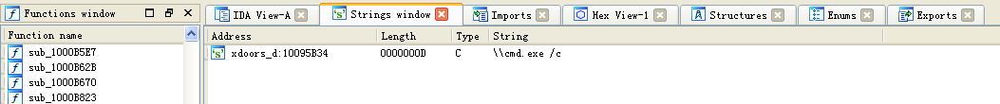 Functions window
IDA View-A
Strings window
Imports
Hex View-1
Structures
Enums
Exports
Function name
f sub_1000B5E7
f sub_1000B62B
f sub_1000B670
f sub_1000B823
Address Length Type String
's' xdoors_d:10095B34 0000000D C \\cmd.exe /c